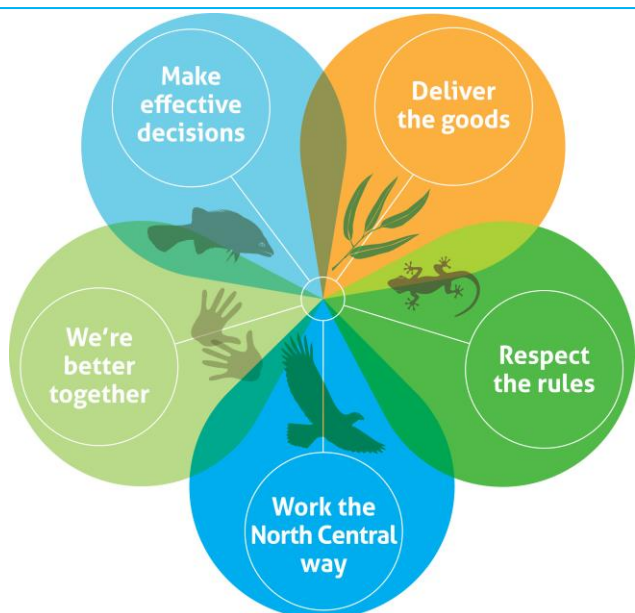 Make
effective
decisions
Deliver
the goods
We're
better
together
Respect
the rules
Work the
North Central
way